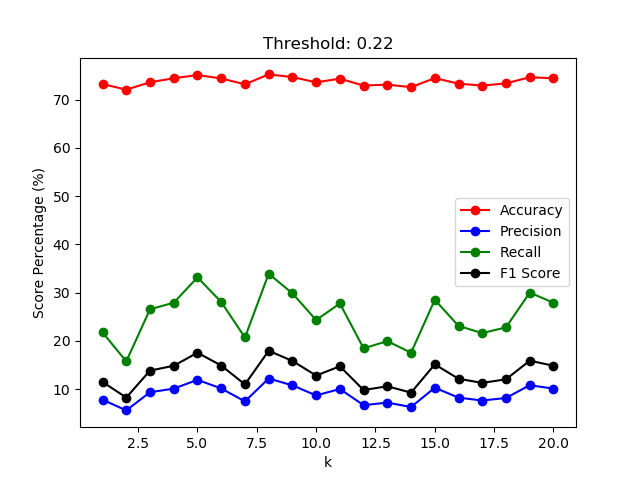 Threshold: 0.22
Score Percentage (%)
70
60
50
40
30
20
10
Accuracy
Precision
Recall
F1 Score
2.5 5.0 7.5 10.0 12.5 15.0 17.5 20.0
k